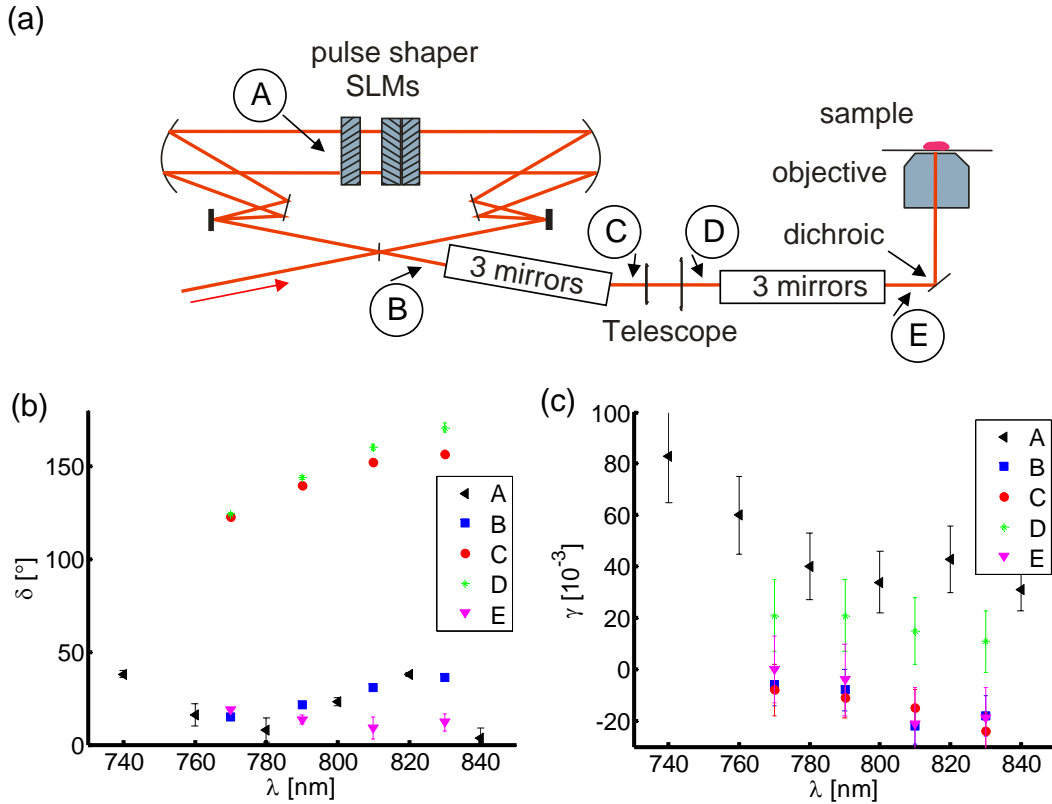 (a)
pulse shaper
SLMs
A
sample
objective
dichroic
C
D
3 mirrors
3 mirrors
B
Telescope
E
(b)
δ [°]
150
100
50
0
740 760 780 800 820 840
λ [nm]
A
B
C
D
E
(c)
γ [10⁻³]
100
80
60
40
20
0
-20
740 760 780 800 820 840
λ [nm]
A
B
C
D
E